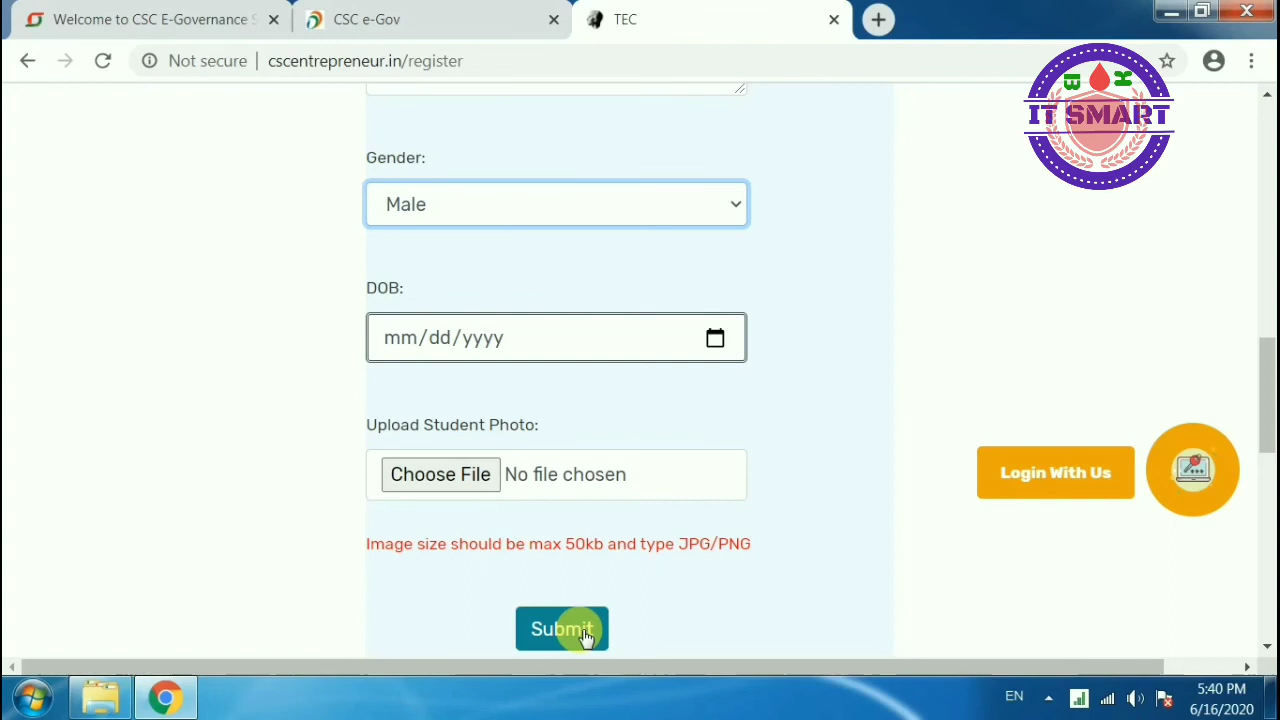 Welcome to CSC E-Governance S
CSC e-Gov
TEC
Not secure
cscentrepreneur.in/register
IT SMART
Gender:
Male
DOB:
mm/dd/yyyy
Upload Student Photo:
Choose File No file chosen
Login With Us
Image size should be max 50kb and type JPG/PNG
Submit
EN
5:40 PM
6/16/2020